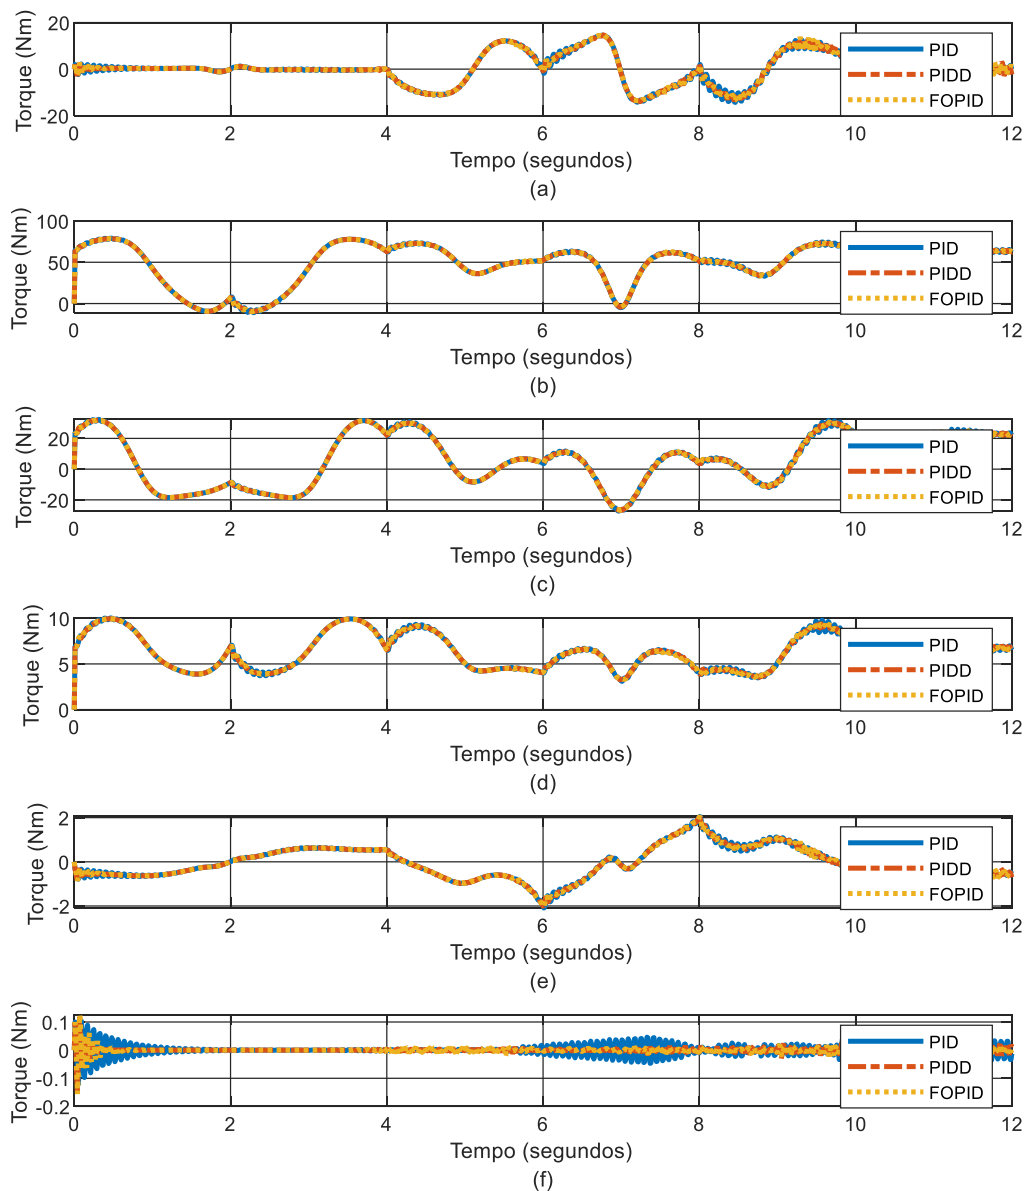 20
0
-20
Torque (Nm)
PID
PIDD
FOPID
0 2 4 6 8 10 12
Tempo (segundos)
(a)
100
50
0
Torque (Nm)
PID
PIDD
FOPID
0 2 4 6 8 10 12
Tempo (segundos)
(b)
20
0
-20
Torque (Nm)
PID
PIDD
FOPID
0 2 4 6 8 10 12
Tempo (segundos)
(c)
10
5
0
Torque (Nm)
PID
PIDD
FOPID
0 2 4 6 8 10 12
Tempo (segundos)
(d)
2
0
-2
Torque (Nm)
PID
PIDD
FOPID
0 2 4 6 8 10 12
Tempo (segundos)
(e)
0.1
0
-0.1
-0.2
Torque (Nm)
PID
PIDD
FOPID
0 2 4 6 8 10 12
Tempo (segundos)
(f)